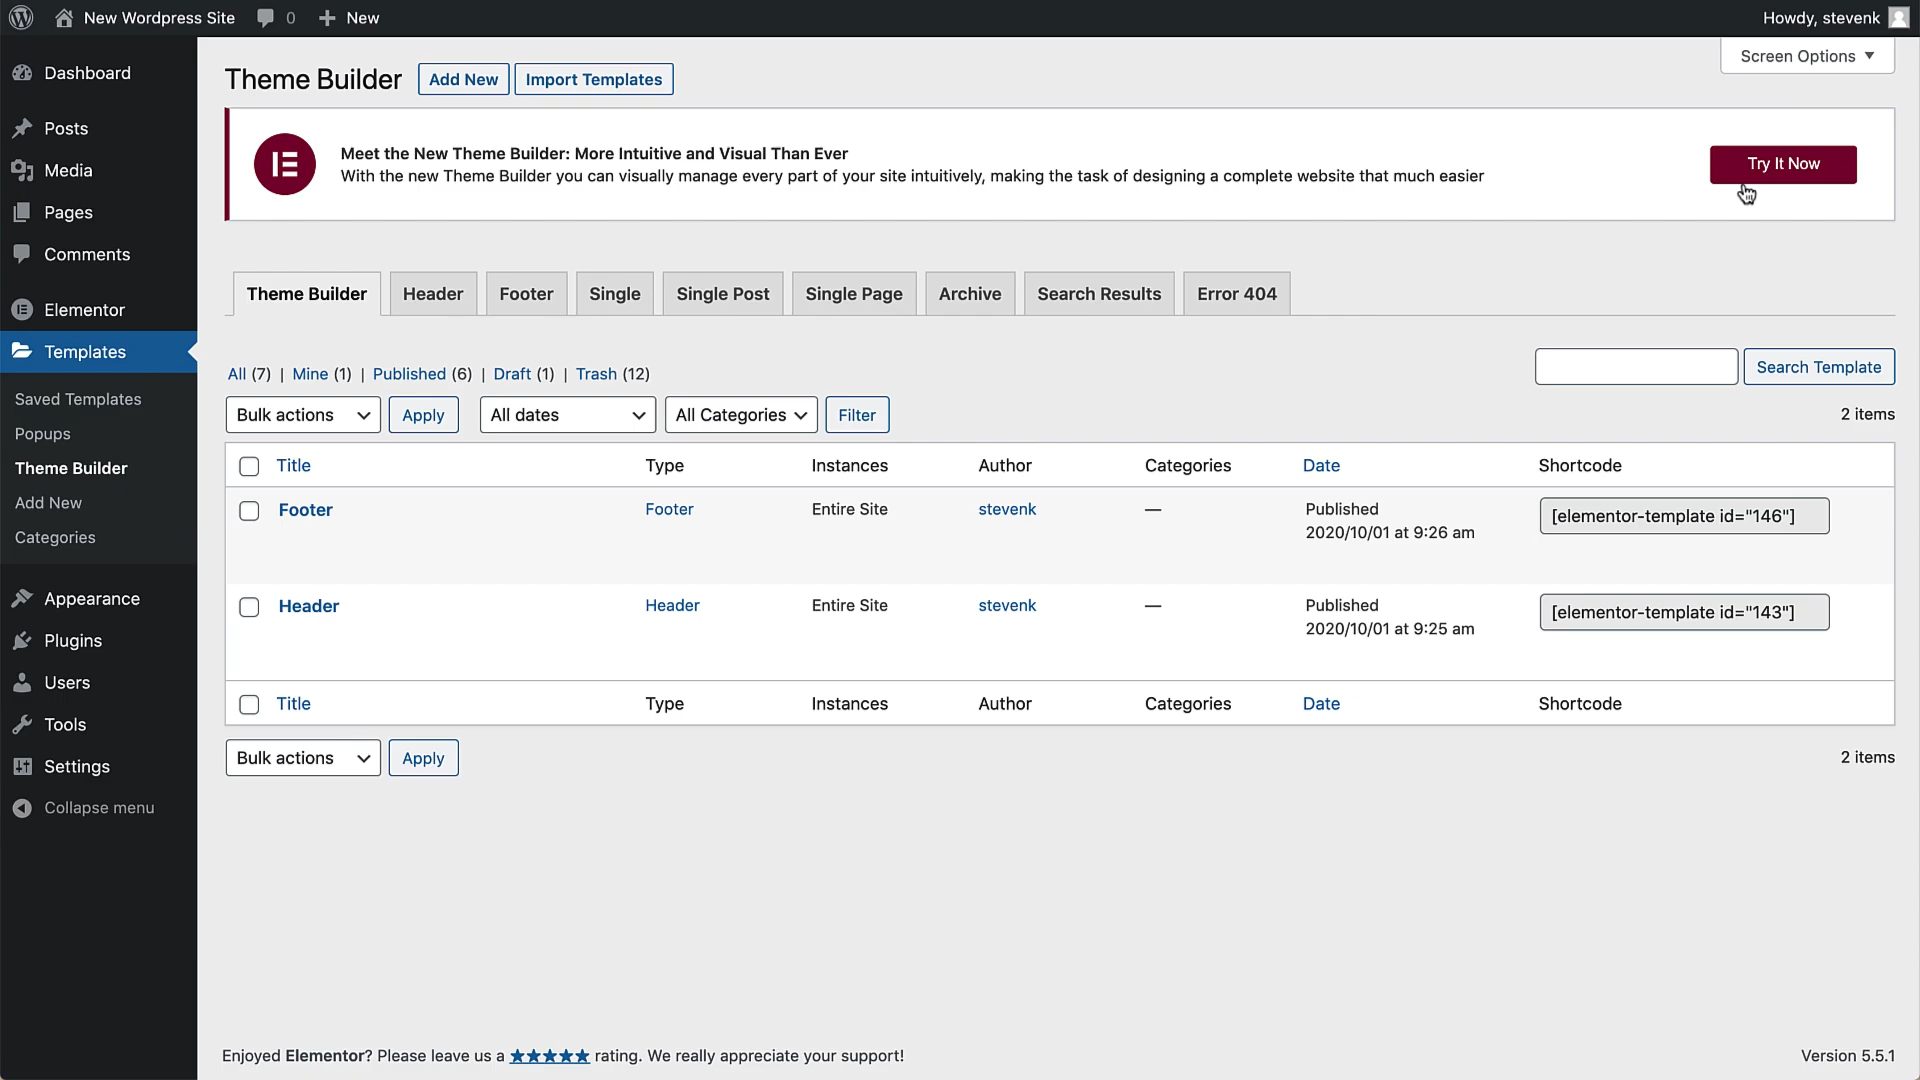 New Wordpress Site 0 New Howdy, stevenk
Screen Options
Dashboard
Posts
Media
Pages
Comments
Elementor
Templates
Saved Templates
Popups
Theme Builder
Add New
Categories
Appearance
Plugins
Users
Tools
Settings
Collapse menu
Theme Builder Add New Import Templates
Meet the New Theme Builder: More Intuitive and Visual Than Ever
With the new Theme Builder you can visually manage every part of your site intuitively, making the task of designing a complete website that much easier
Try It Now
Theme Builder Header Footer Single Single Post Single Page Archive Search Results Error 404
All (7) | Mine (1) | Published (6) | Draft (1) | Trash (12)
Search Template
Bulk actions Apply All dates All Categories Filter 2 items
Title Type Instances Author Categories Date Shortcode
Footer Footer Entire Site stevenk — Published [elementor-template id="146"]
2020/10/01 at 9:26 am
Header Header Entire Site stevenk — Published [elementor-template id="143"]
2020/10/01 at 9:25 am
Title Type Instances Author Categories Date Shortcode
Bulk actions Apply 2 items
Enjoyed Elementor? Please leave us a ★★★★★ rating. We really appreciate your support! Version 5.5.1